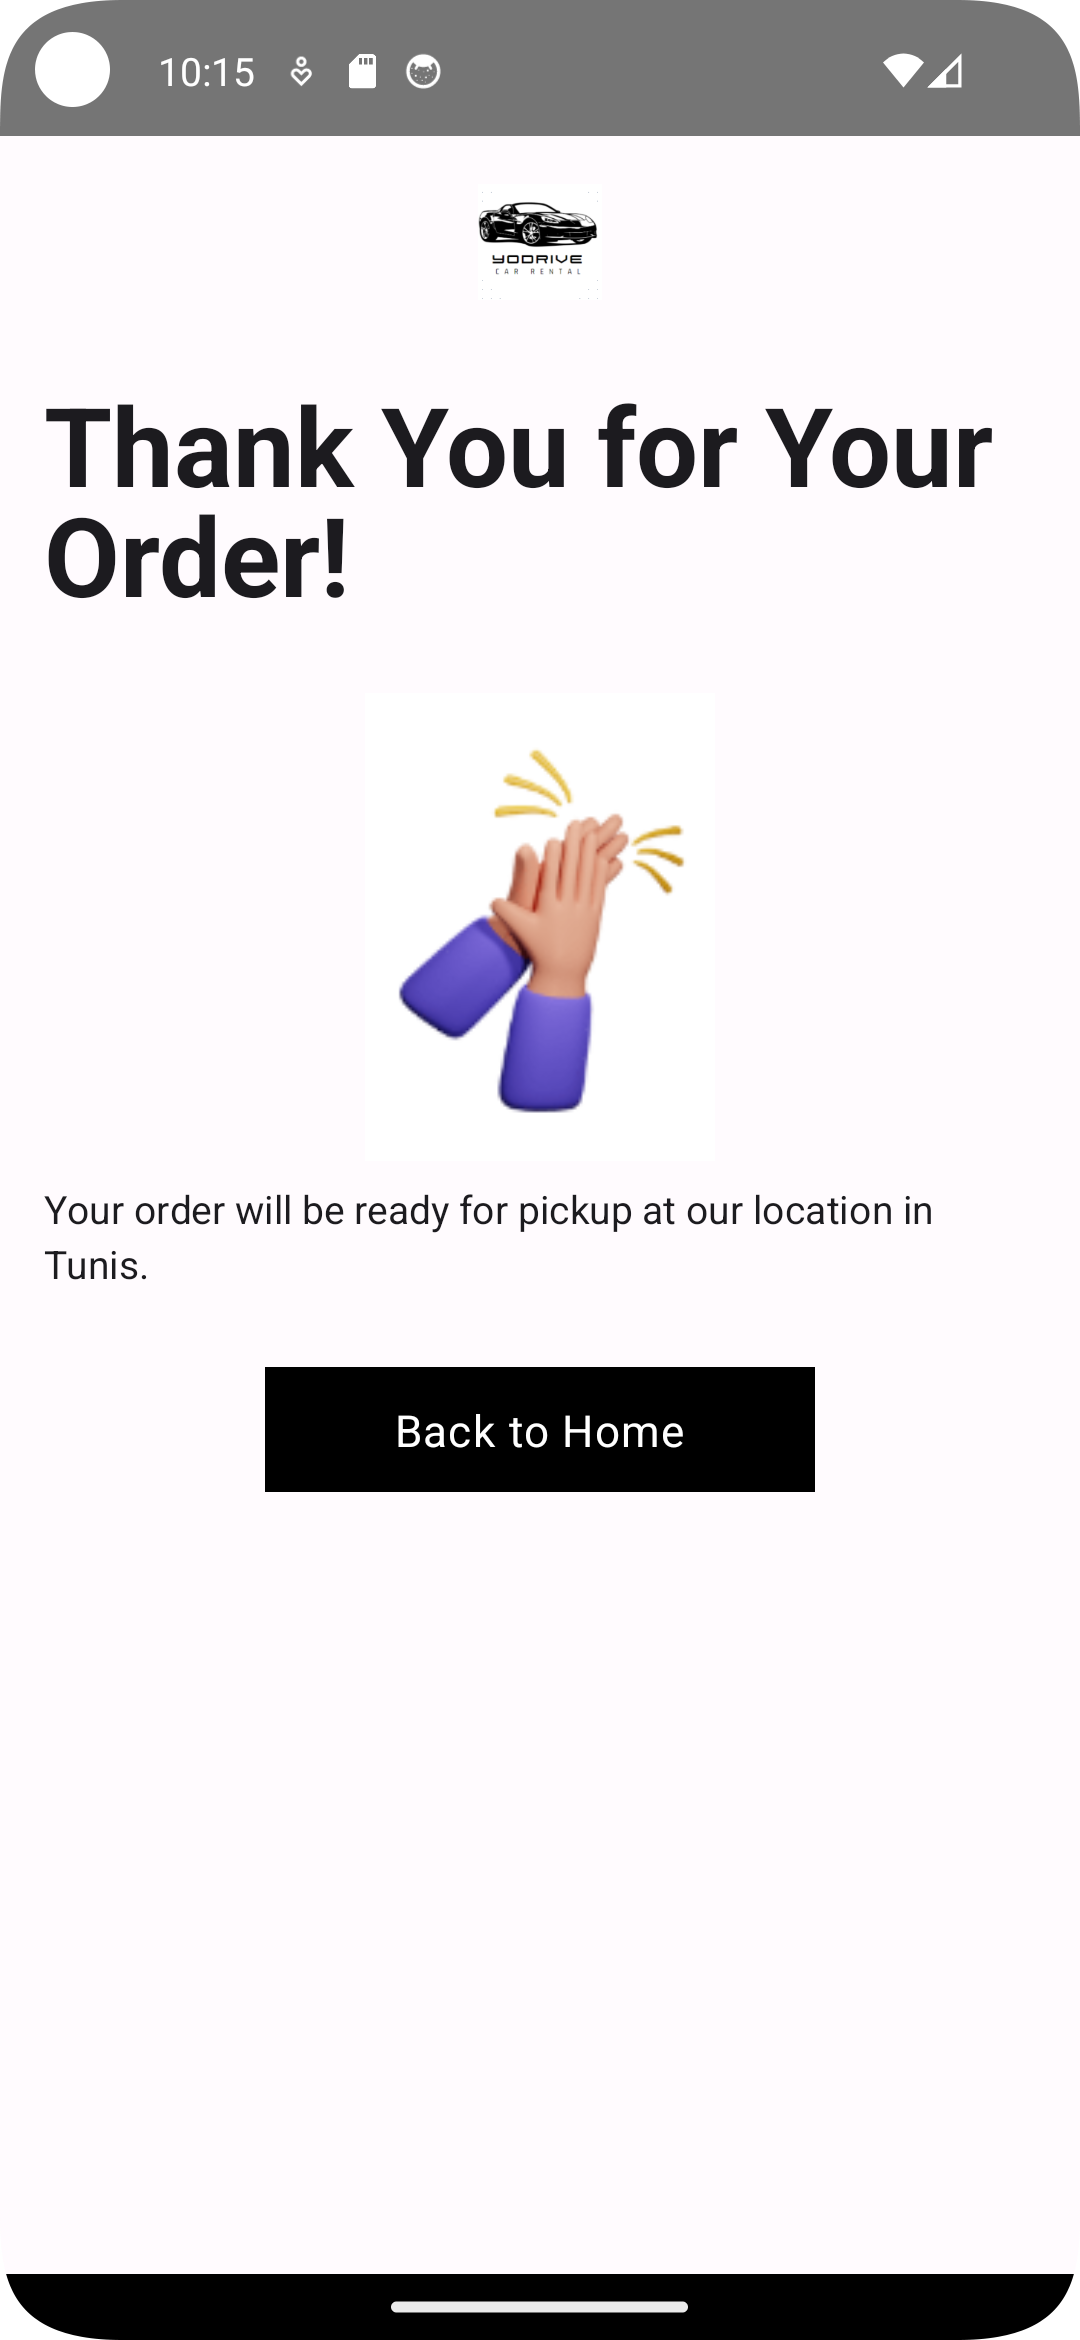 10:15
YODRIVE
CAR RENTAL
Thank You for Your
Order!
Your order will be ready for pickup at our location in
Tunis.
Back to Home